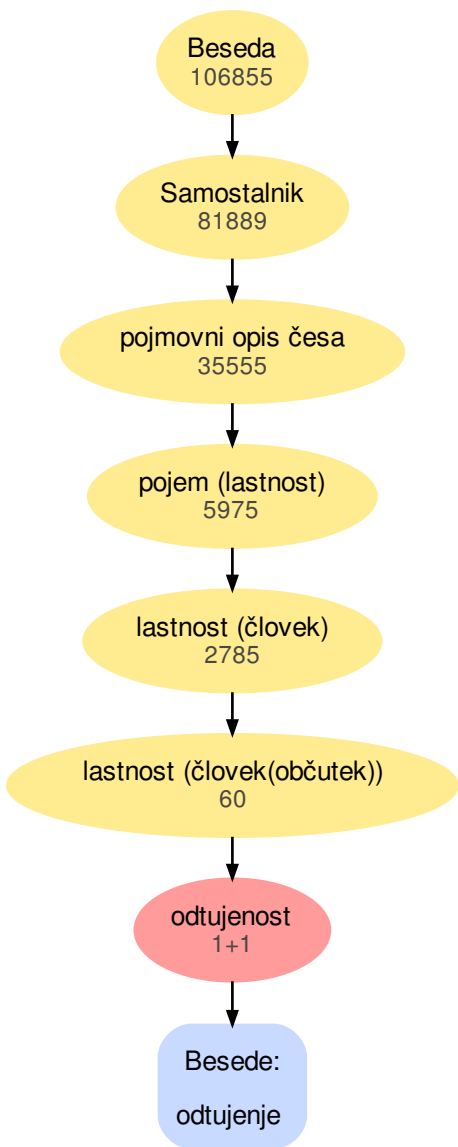 Beseda
106855
Samostalnik
81889
pojmovni opis česa
35555
pojem (lastnost)
5975
lastnost (človek)
2785
lastnost (človek(občutek))
60
odtujenost
1+1
Besede:
odtujenje